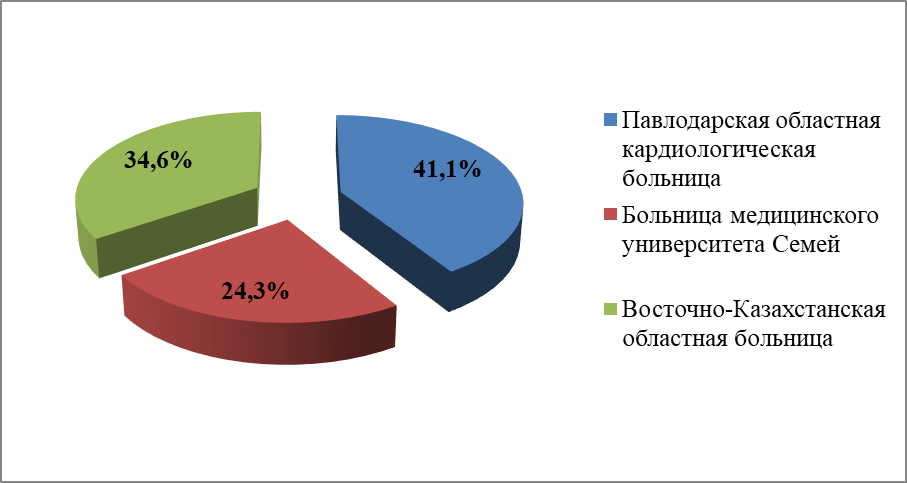 34,6%
41,1%
24,3%
Павлодарская областная
кардиологическая
больница
Больница медицинского
университета Семей
Восточно-Казахстанская
областная больница